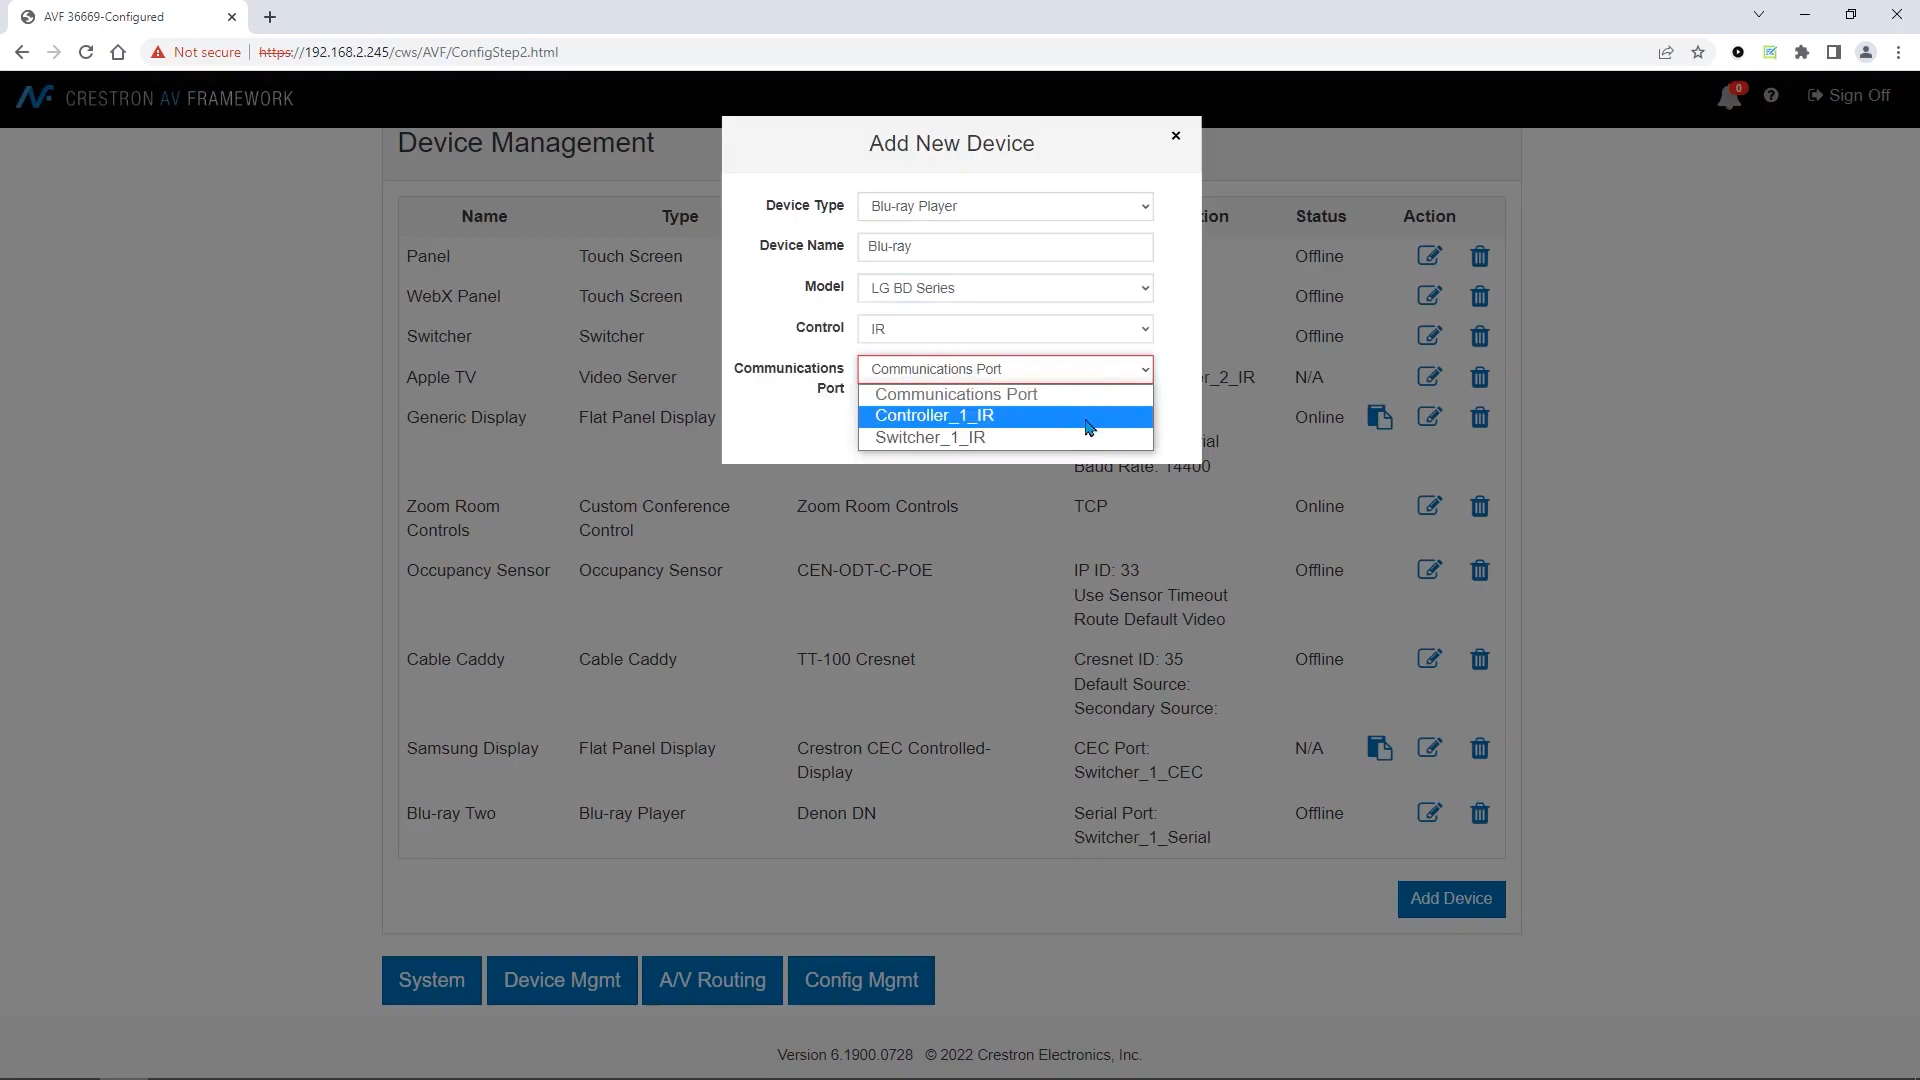 AVF 36669-Configured
Not secure
https://192.168.2.245/cws/AVF/ConfigStep2.html
CRESTRON AV FRAMEWORK
0
Sign Off
Device Management
Add New Device
Device Type
Blu-ray Player
Device Name
Blu-ray
Model
LG BD Series
Control
IR
Communications Port
Communications Port
Communications Port
Controller_1_IR
Switcher_1_IR
Name Type tion Status Action
Panel Touch Screen Offline
WebX Panel Touch Screen Offline
Switcher Switcher Offline
Apple TV Video Server r_2_IR N/A
Generic Display Flat Panel Display Online
ial
Baud Rate: 14400
Zoom Room Custom Conference Zoom Room Controls TCP Online
Controls Control
Occupancy Sensor Occupancy Sensor CEN-ODT-C-POE IP ID: 33 Offline
Use Sensor Timeout
Route Default Video
Cable Caddy Cable Caddy TT-100 Cresnet Cresnet ID: 35 Offline
Default Source:
Secondary Source:
Samsung Display Flat Panel Display Crestron CEC Controlled- CEC Port: N/A
Display Switcher_1_CEC
Blu-ray Two Blu-ray Player Denon DN Serial Port: Offline
Switcher_1_Serial
Add Device
System Device Mgmt A/V Routing Config Mgmt
Version 6.1900.0728 © 2022 Crestron Electronics, Inc.